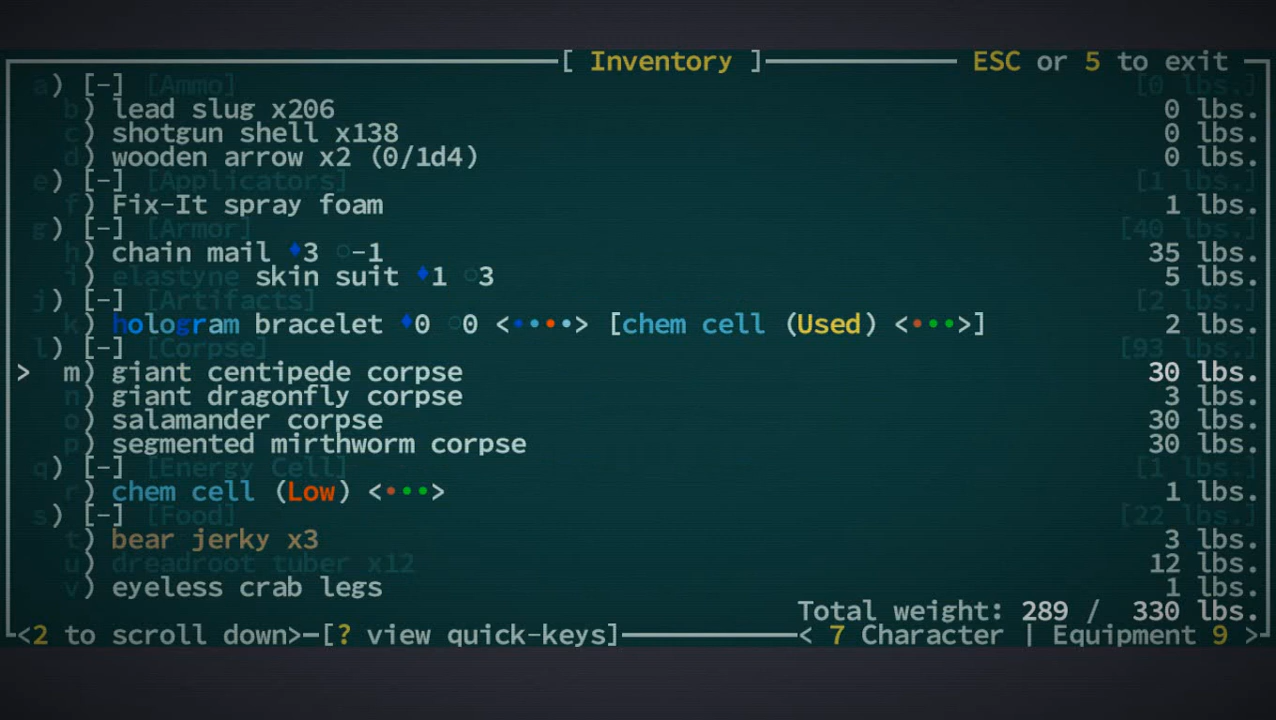 [ Inventory ] ESC or 5 to exit
a) [-] [Ammo] [0 lbs.]
b) lead slug x206 0 lbs.
c) shotgun shell x138 0 lbs.
d) wooden arrow x2 (0/1d4) 0 lbs.
e) [-] [Applicators] [1 lbs.]
f) Fix-It spray foam 1 lbs.
g) [-] [Armor] [40 lbs.]
h) chain mail ♦3 ○-1 35 lbs.
i) elastyne skin suit ♦1 ○3 5 lbs.
j) [-] [Artifacts] [2 lbs.]
k) hologram bracelet ♦0 ○0 <••••> [chem cell (Used) <•••>] 2 lbs.
l) [-] [Corpse] [93 lbs.]
> m) giant centipede corpse 30 lbs.
n) giant dragonfly corpse 3 lbs.
o) salamander corpse 30 lbs.
p) segmented mirthworm corpse 30 lbs.
q) [-] [Energy Cell] [1 lbs.]
r) chem cell (Low) <•••> 1 lbs.
s) [-] [Food] [22 lbs.]
t) bear jerky x3 3 lbs.
u) dreadroot tuber x12 12 lbs.
v) eyeless crab legs 1 lbs.
Total weight: 289 / 330 lbs.
<2 to scroll down> [? view quick-keys] < 7 Character | Equipment 9 >